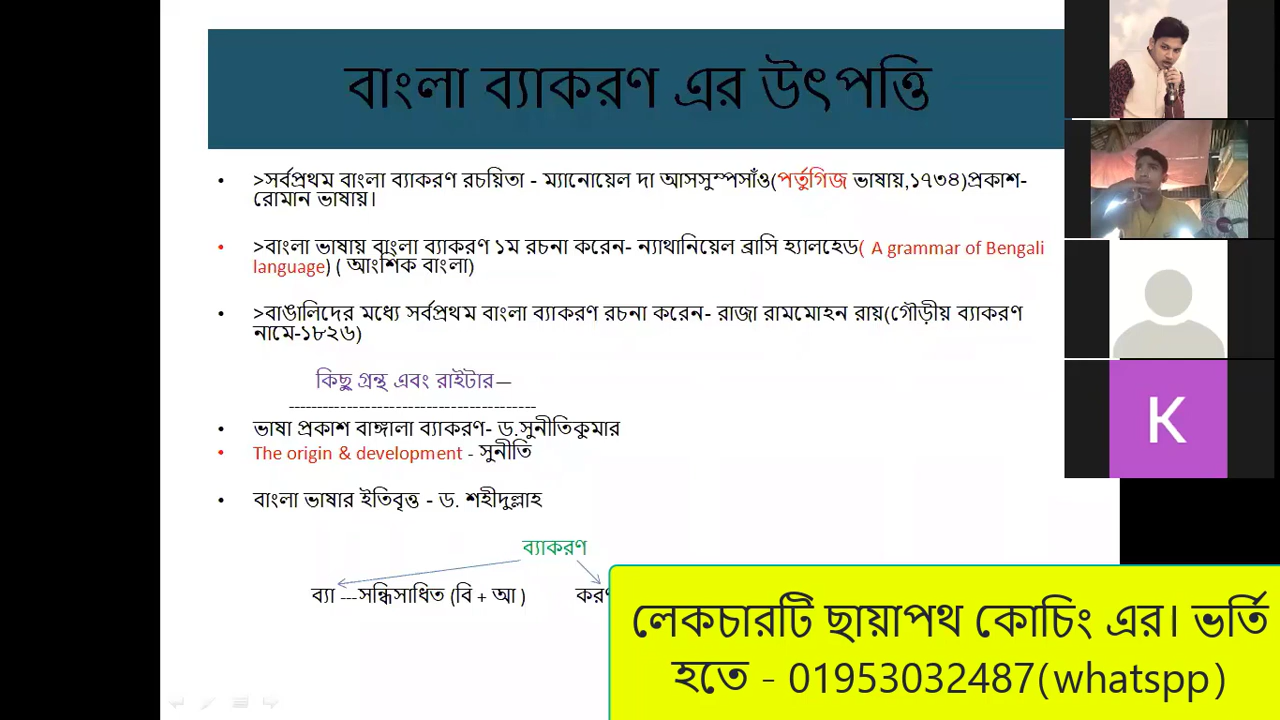 বাংলা ব্যাকরণ এর উৎপত্তি
>সর্বপ্রথম বাংলা ব্যাকরণ রচয়িতা - ম্যানোয়েল দা আসসুম্পসাঁও(পর্তুগিজ ভাষায়,১৭৩৪)প্রকাশ-
রোমান ভাষায়।
>বাংলা ভাষায় বাংলা ব্যাকরণ ১ম রচনা করেন- ন্যাথানিয়েল ব্রাসি হ্যালহেড( A grammar of Bengali
language) ( আংশিক বাংলা)
>বাঙালিদের মধ্যে সর্বপ্রথম বাংলা ব্যাকরণ রচনা করেন- রাজা রামমোহন রায়(গৌড়ীয় ব্যাকরণ
নামে-১৮২৬)
কিছু গ্রন্থ এবং রাইটার—
-----------------------------------------
ভাষা প্রকাশ বাঙ্গালা ব্যাকরণ- ড.সুনীতিকুমার
The origin & development - সুনীতি
বাংলা ভাষার ইতিবৃত্ত - ড. শহীদুল্লাহ
ব্যাকরণ
ব্যা ---সন্ধিসাধিত (বি + আ ) করণ
K
লেকচারটি ছায়াপথ কোচিং এর। ভর্তি
হতে - 01953032487(whatspp)